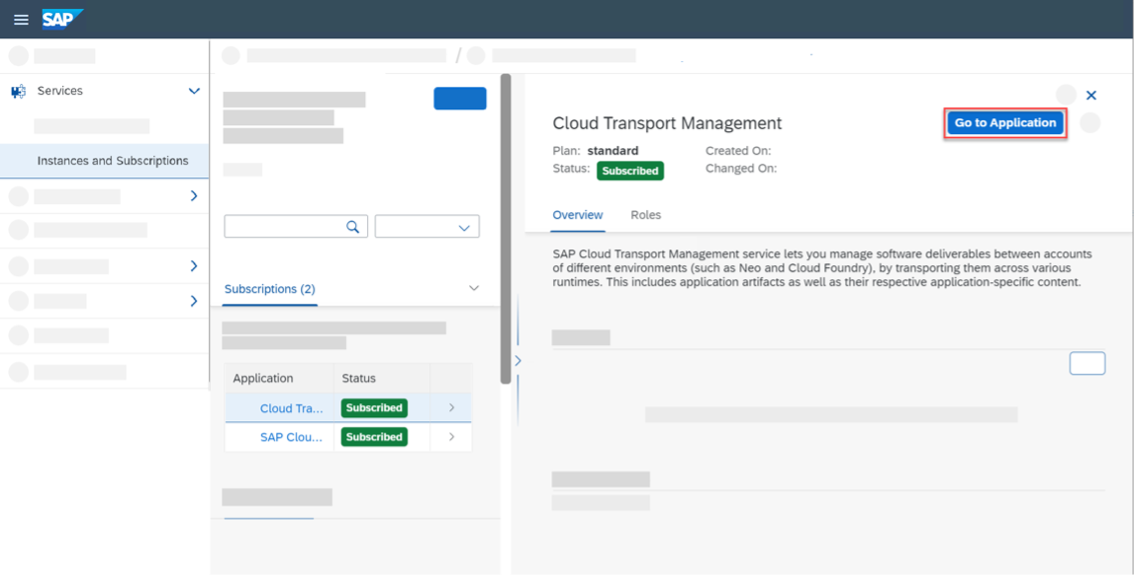 SAP
Services
Instances and Subscriptions
Subscriptions (2)
Application Status
Cloud Tra... Subscribed
SAP Clou... Subscribed
Cloud Transport Management
Go to Application
Plan: standard Created On:
Status: Subscribed Changed On:
Overview Roles
SAP Cloud Transport Management service lets you manage software deliverables between accounts
of different environments (such as Neo and Cloud Foundry), by transporting them across various
runtimes. This includes application artifacts as well as their respective application-specific content.